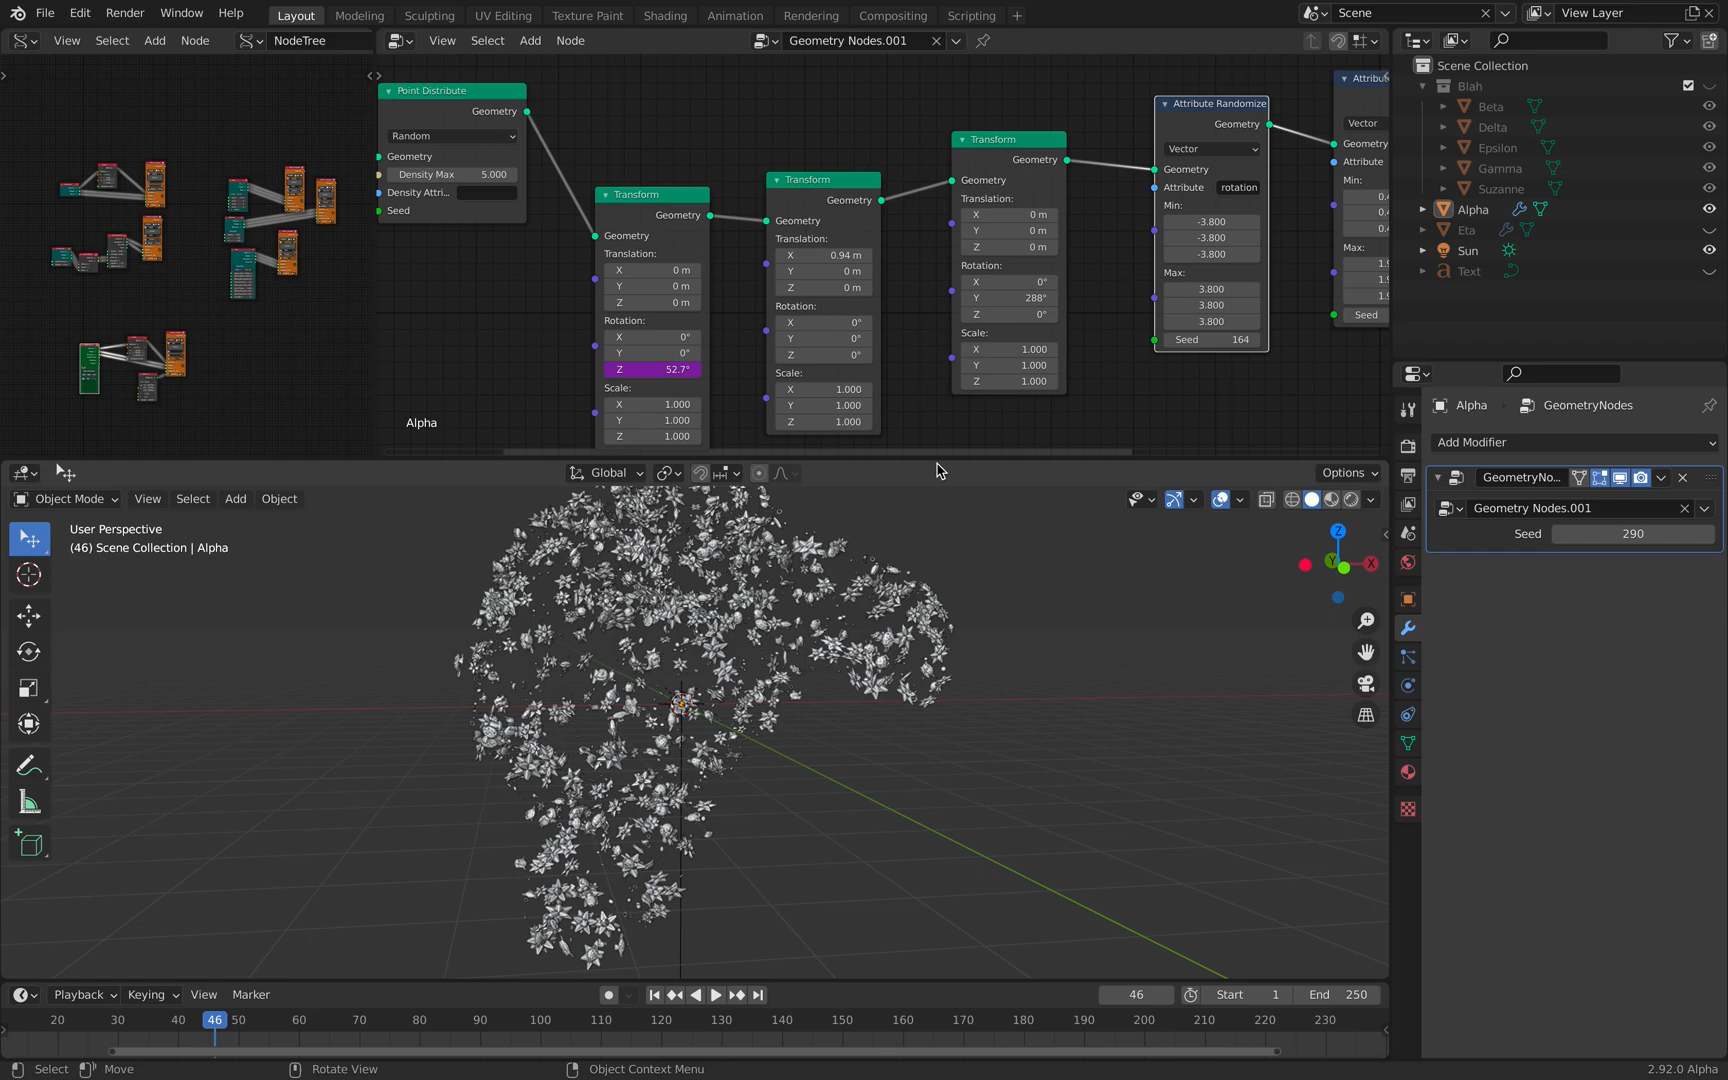 File Edit Render Window Help
Layout Modeling Sculpting UV Editing Texture Paint Shading Animation Rendering Compositing Scripting +
Scene
View Layer
View Select Add Node NodeTree
View Select Add Node Geometry Nodes.001
Point Distribute
Geometry
Random
Geometry
Density Max 5.000
Density Attri...
Seed
Transform
Geometry
Geometry
Translation:
X 0 m
Y 0 m
Z 0 m
Rotation:
X 0°
Y 0°
Z 52.7°
Scale:
X 1.000
Y 1.000
Z 1.000
Transform
Geometry
Geometry
Translation:
X 0.94 m
Y 0 m
Z 0 m
Rotation:
X 0°
Y 0°
Z 0°
Scale:
X 1.000
Y 1.000
Z 1.000
Transform
Geometry
Geometry
Translation:
X 0 m
Y 0 m
Z 0 m
Rotation:
X 0°
Y 288°
Z 0°
Scale:
X 1.000
Y 1.000
Z 1.000
Attribute Randomize
Geometry
Vector
Geometry
Attribute rotation
Min:
-3.800
-3.800
-3.800
Max:
3.800
3.800
3.800
Seed 164
Vector
Geometry
Attribute
Min:
Max:
Seed
Alpha
Scene Collection
Blah
Beta
Delta
Epsilon
Gamma
Suzanne
Alpha
Eta
Sun
Text
Alpha GeometryNodes
Add Modifier
GeometryNo...
Geometry Nodes.001
Seed 290
Global
Options
Object Mode View Select Add Object
User Perspective
(46) Scene Collection | Alpha
Z
Y
X
Playback Keying View Marker
46 Start 1 End 250
20 30 40 46 50 60 70 80 90 100 110 120 130 140 150 160 170 180 190 200 210 220 230
Select Move Rotate View Object Context Menu 2.92.0 Alpha